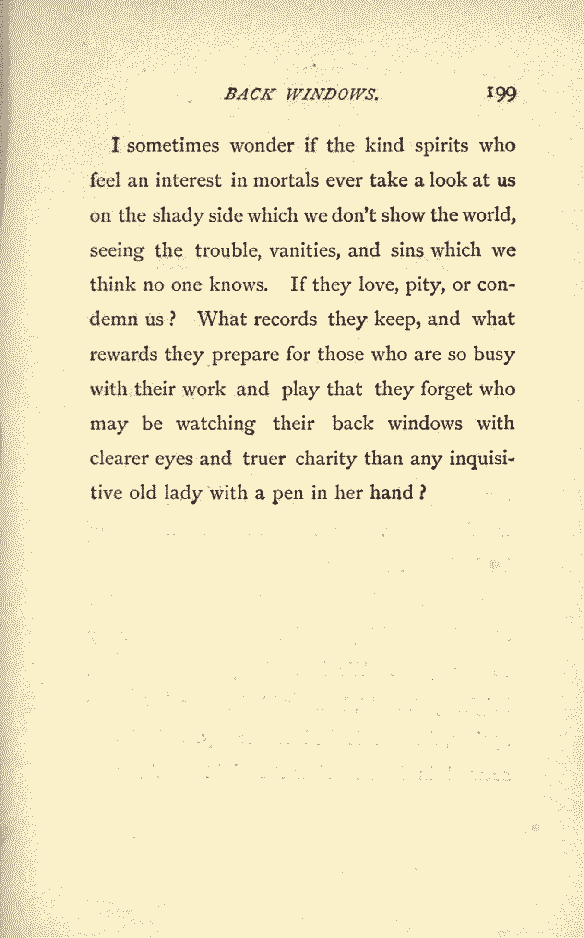 BACK WINDOWS. 199
I sometimes wonder if the kind spirits who
feel an interest in mortals ever take a look at us
on the shady side which we don't show the world,
seeing the trouble, vanities, and sins which we
think no one knows. If they love, pity, or con-
demn us? What records they keep, and what
rewards they prepare for those who are so busy
with their work and play that they forget who
may be watching their back windows with
clearer eyes and truer charity than any inquisi-
tive old lady with a pen in her hand?